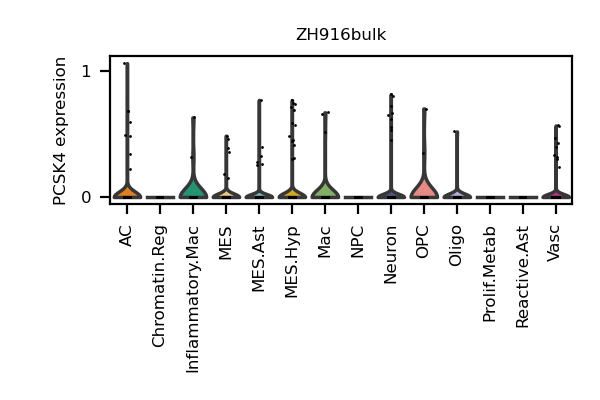 ZH916bulk
PCSK4 expression
1
0
AC
Chromatin.Reg
Inflammatory.Mac
MES
MES.Ast
MES.Hyp
Mac
NPC
Neuron
OPC
Oligo
Prolif.Metab
Reactive.Ast
Vasc